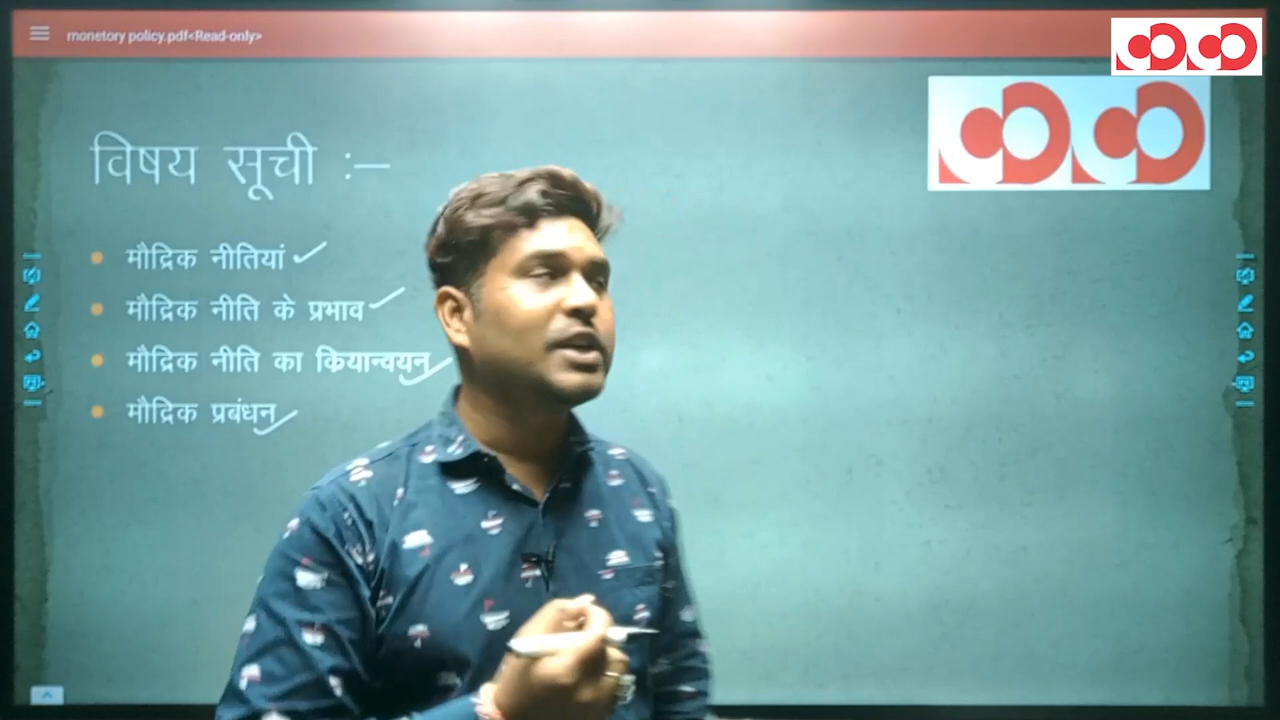 monetory policy.pdf<Read-only>
विषय सूची :–
• मौद्रिक नीतियां
• मौद्रिक नीति के प्रभाव
• मौद्रिक नीति का कियान्वयन
• मौद्रिक प्रबंधन